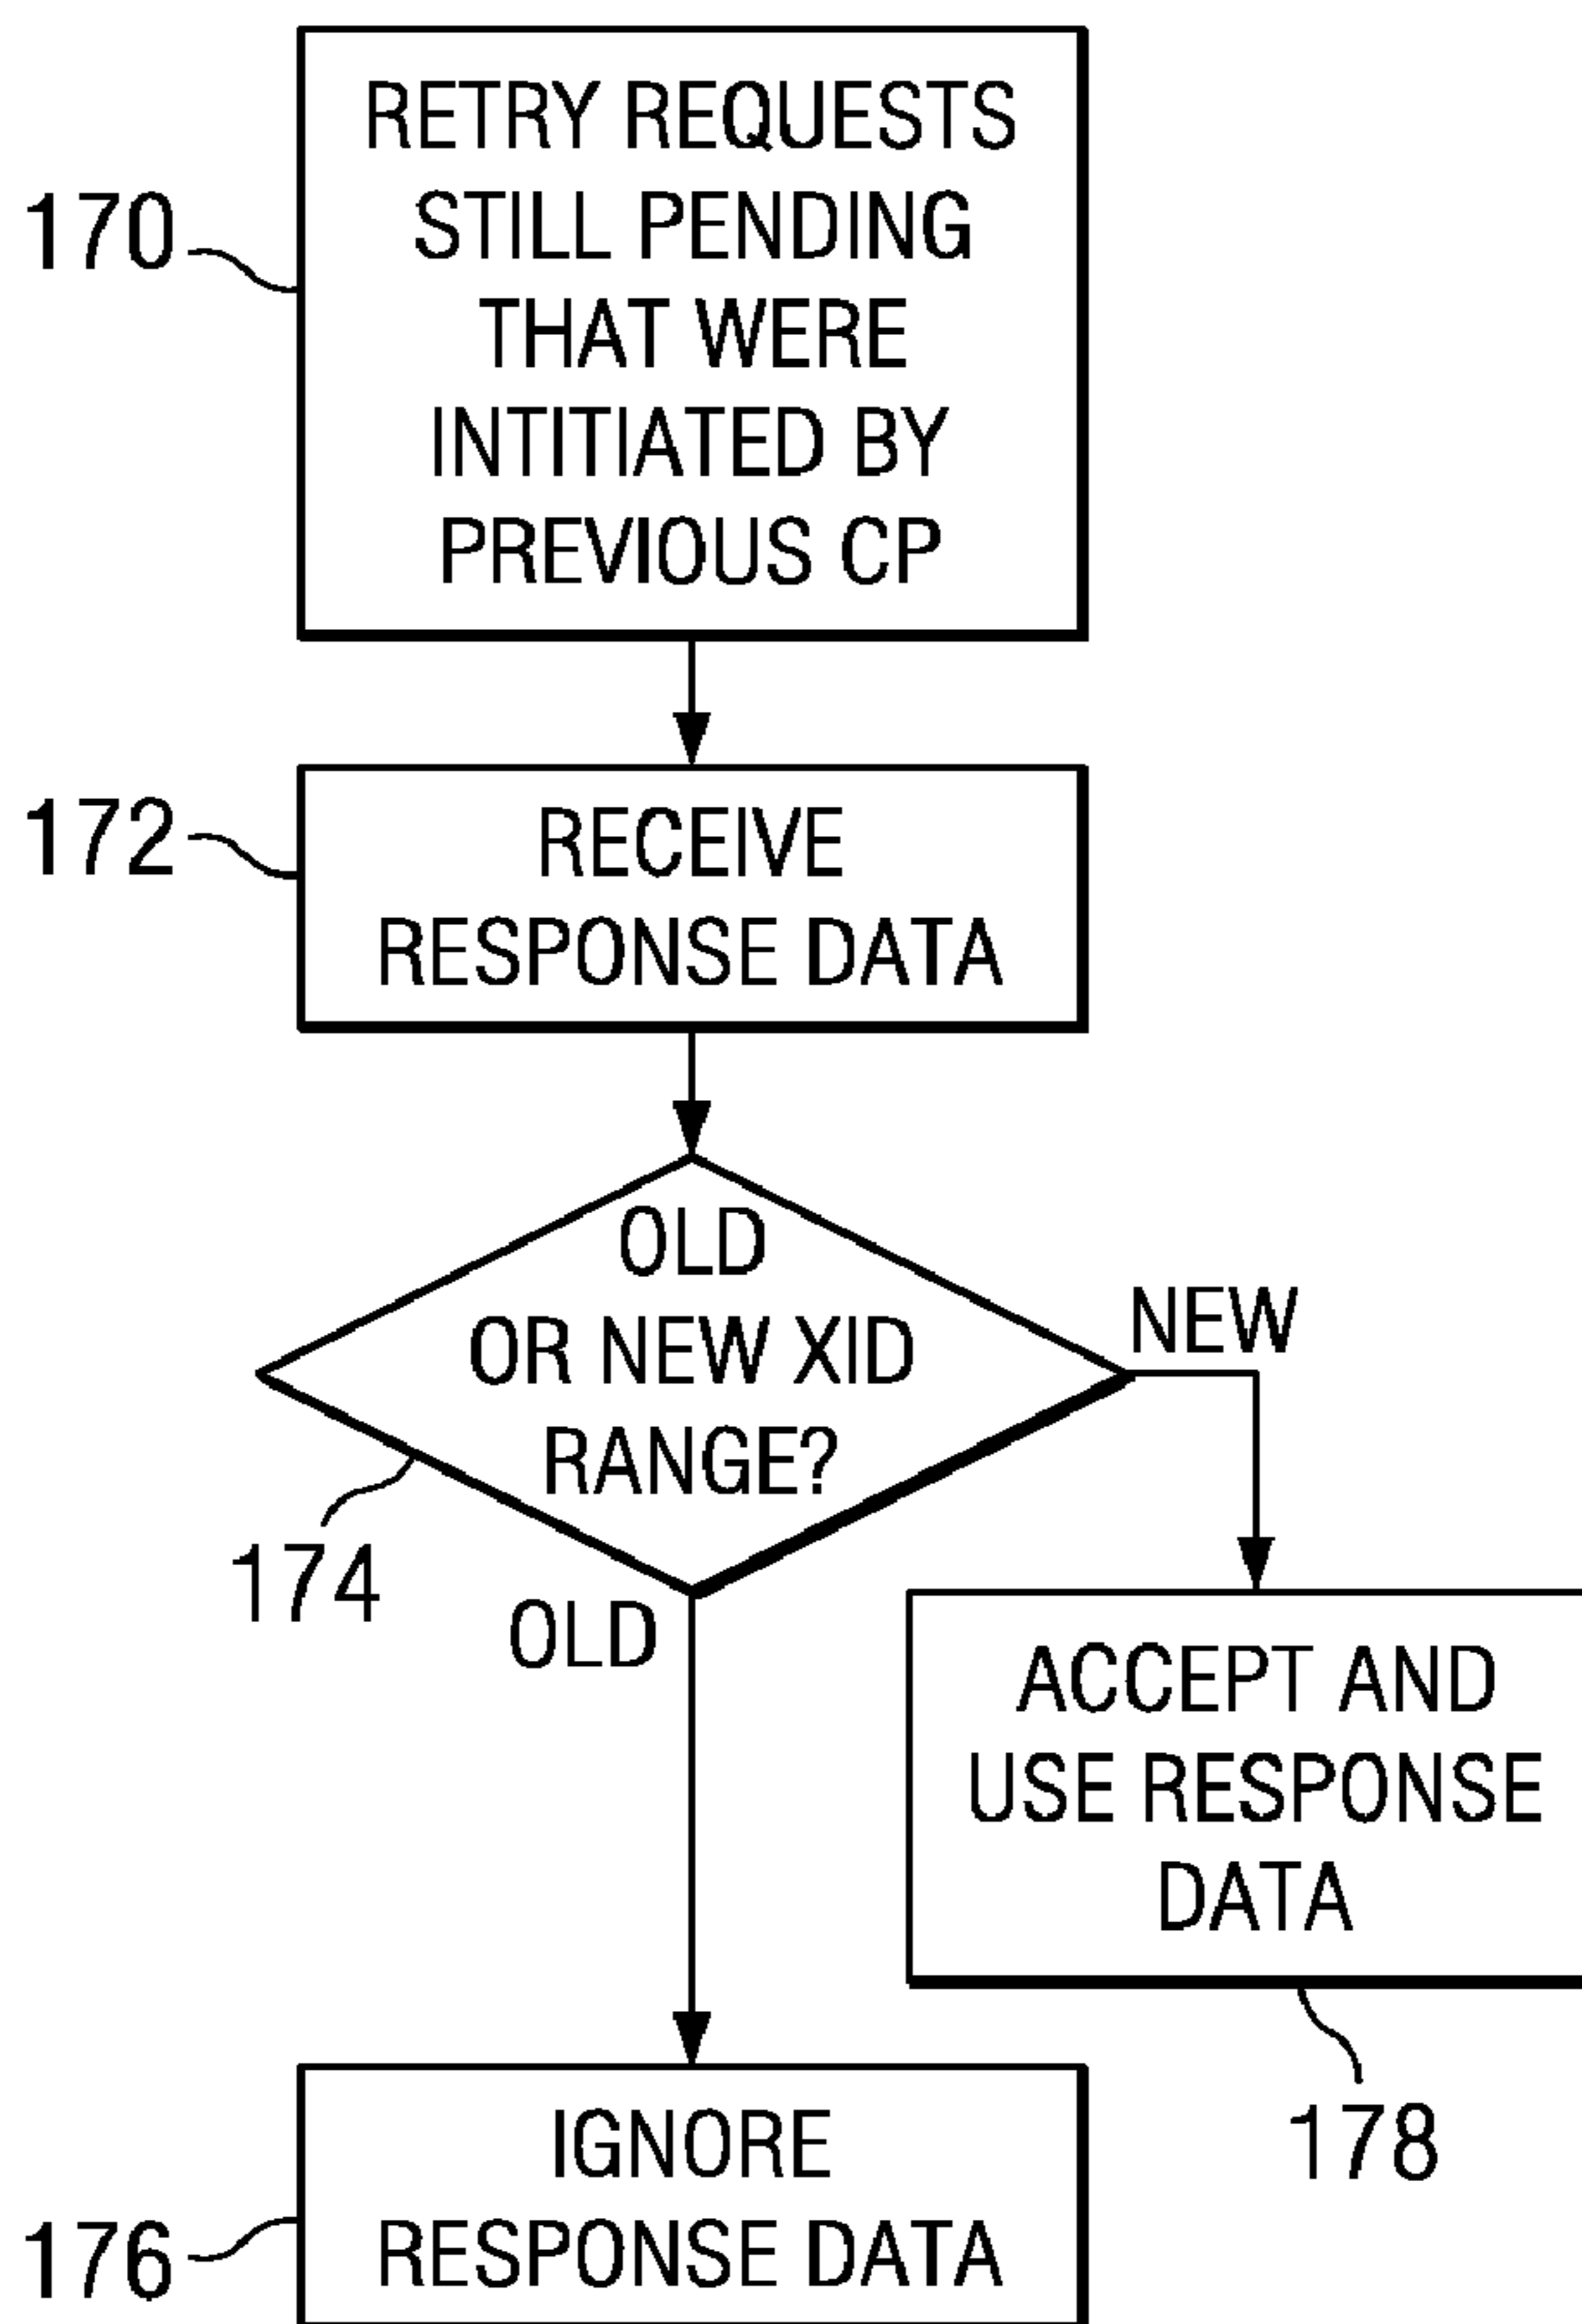 RETRY REQUESTS
STILL PENDING
THAT WERE
INTITIATED BY
PREVIOUS CP
170
RECEIVE
RESPONSE DATA
172
OLD
OR NEW XID
RANGE?
174
NEW
OLD
ACCEPT AND
USE RESPONSE
DATA
178
IGNORE
RESPONSE DATA
176